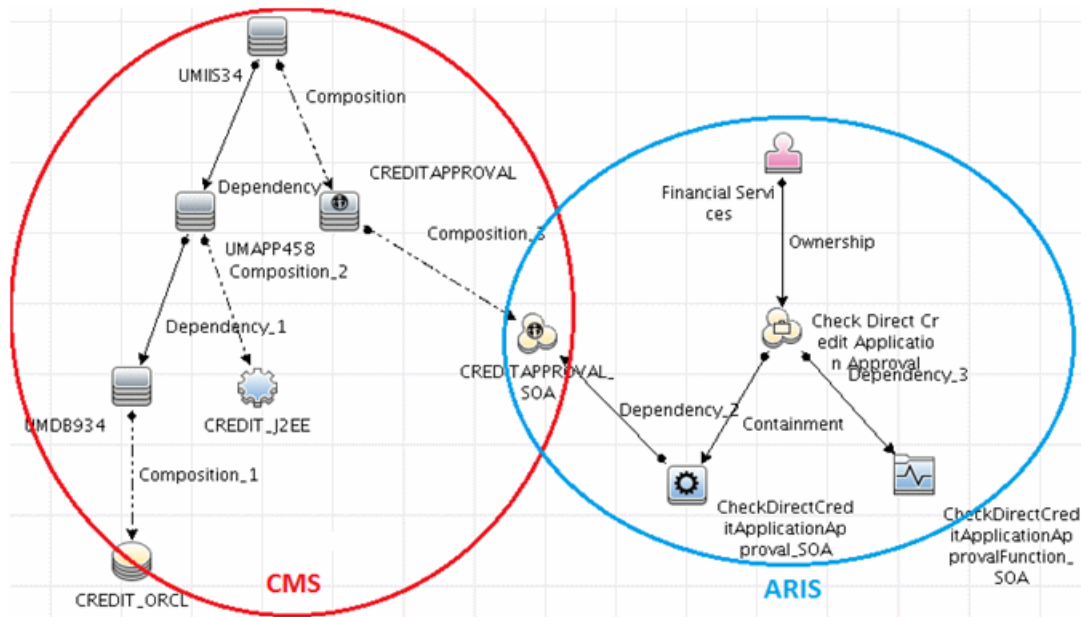 UMIIS34
Composition
CREDITAPPROVAL
Dependency
Financial Servi
ces
UMAPP458
Composition_3
Composition_2
Ownership
Dependency_1
Check Direct Cr
edit Applicatio
n Approval
CREDITAPPROVAL_
SOA
Dependency_3
UMDB934
CREDIT_J2EE
Dependency_2
Containment
Composition_1
CheckDirectCred
itApplicationAp
proval_SOA
CheckDirectCred
itApplicationAp
provalFunction_
SOA
CREDIT_ORCL
CMS
ARIS